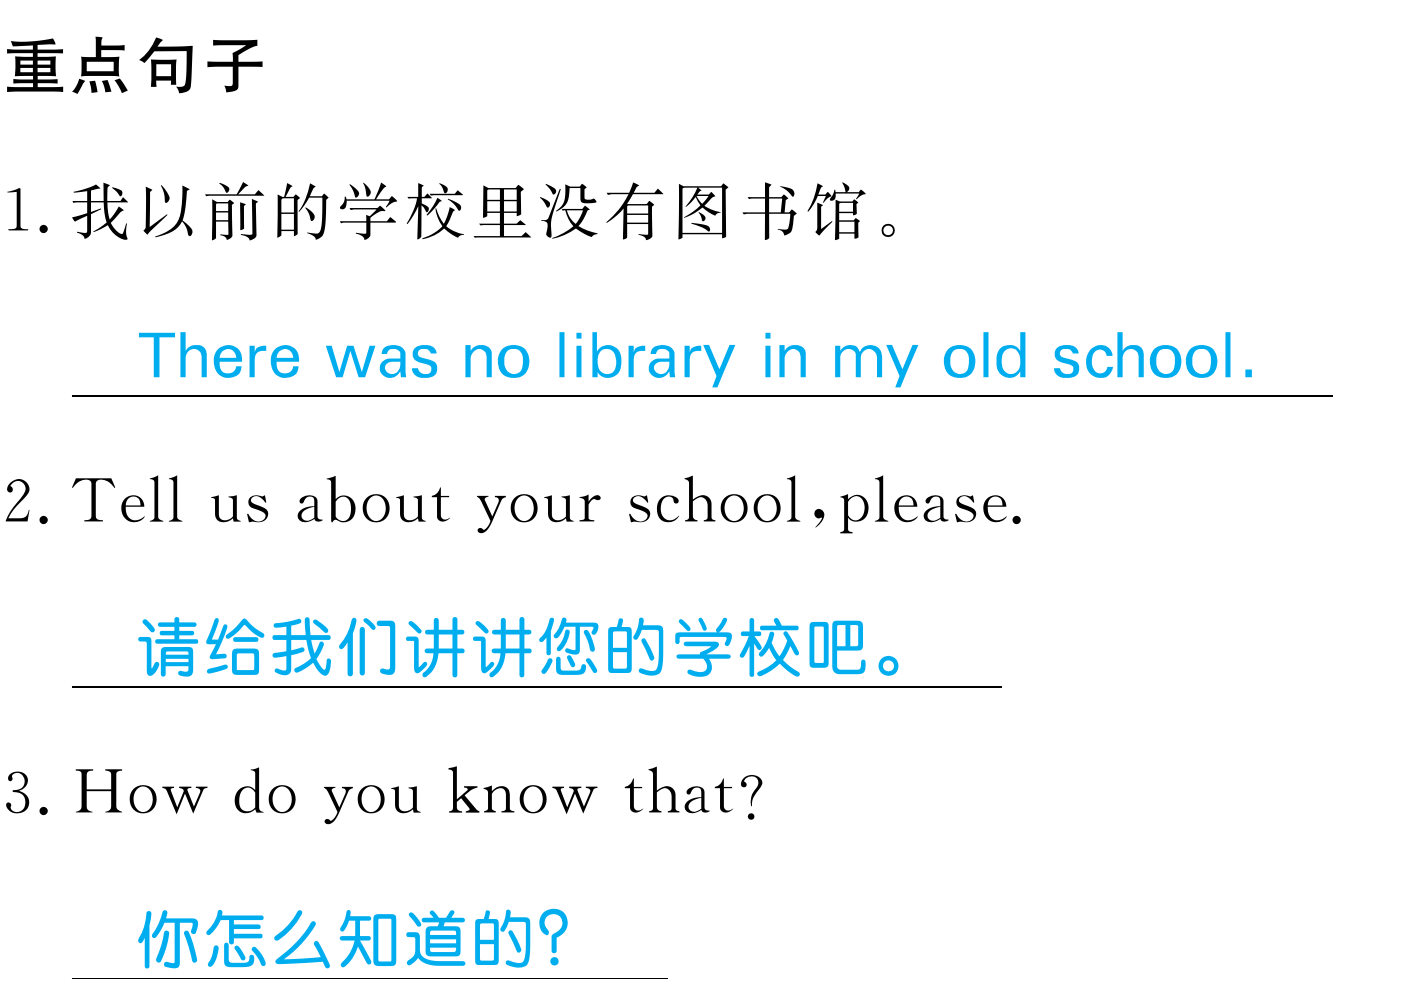 重点句子
1. 我以前的学校里没有图书馆。
There was no library in my old school.
2. Tell us about your school,please.
请给我们讲讲您的学校吧。
3. How do you know that?
你怎么知道的?